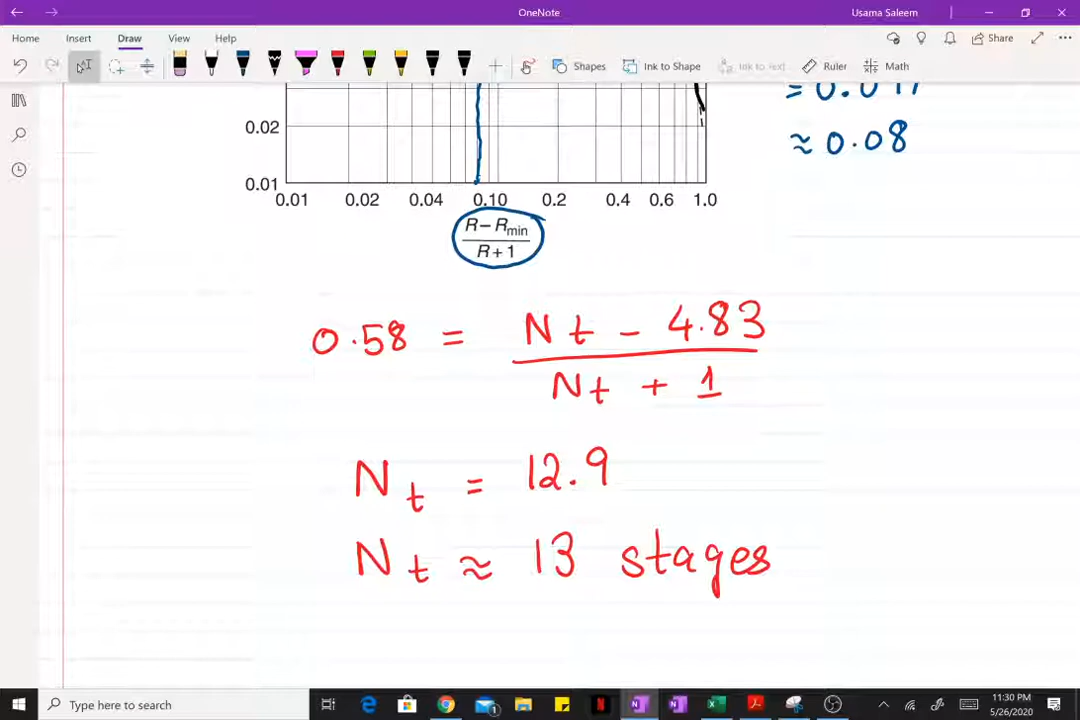 OneNote
Usama Saleem
Home Insert Draw View Help
Share
Shapes Ink to Shape Ink to Text Ruler Math
≈ 0.08
0.02
0.01
0.01 0.02 0.04 0.10 0.2 0.4 0.6 1.0
R – Rmin
R + 1
0.58 = Nt - 4.83
Nt + 1
Nt = 12.9
Nt ≈ 13 stages
Type here to search
11:30 PM
5/26/2020